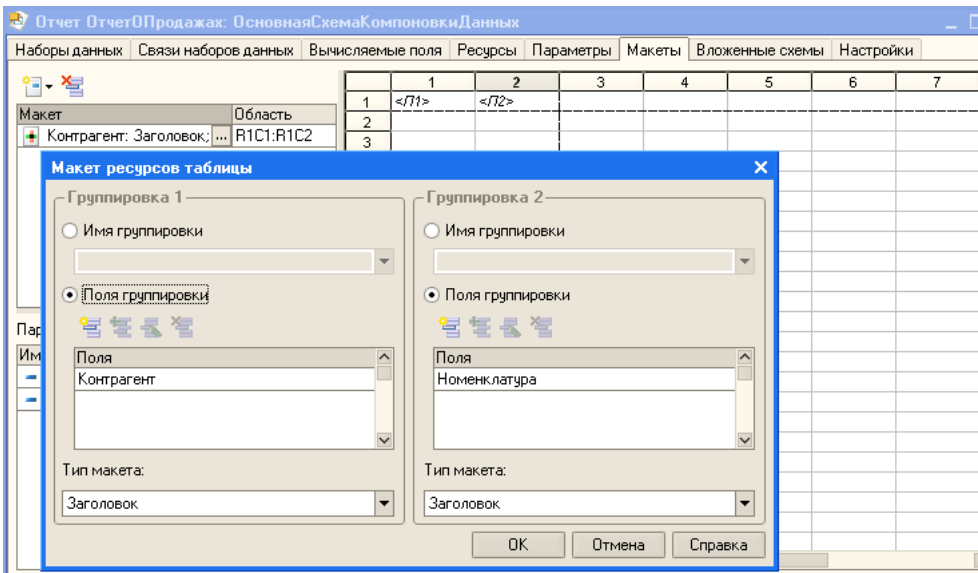 Отчет ОтчетОПродажах: ОсновнаяСхемаКомпоновкиДанных
Наборы данных Связи наборов данных Вычисляемые поля Ресурсы Параметры Макеты Вложенные схемы Настройки
1 2 3 4 5 6 7
1 <П1> <П2>
Макет Область
2
Контрагент: Заголовок; ... R1C1:R1C2
3
Макет ресурсов таблицы
Группировка 1 Группировка 2
Имя группировки Имя группировки
Поля группировки Поля группировки
Пар
Им Поля Поля
Контрагент Номенклатура
Тип макета: Тип макета:
Заголовок Заголовок
ОК Отмена Справка